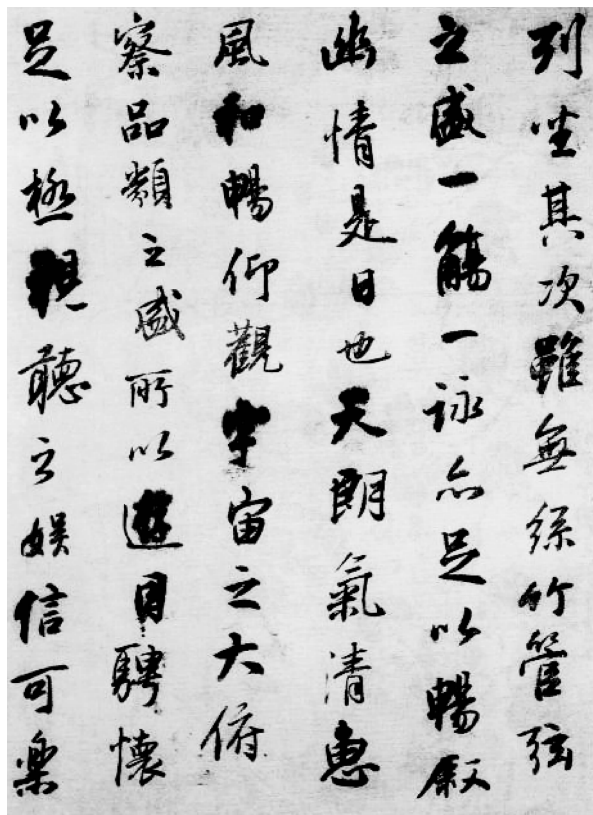 列坐其次雖無絲竹管弦
之盛一觴一詠亦足以暢叙
幽情是日也天朗氣清惠
風和暢仰觀宇宙之大俯
察品類之盛所以遊目騁懷
足以極視聽之娛信可樂